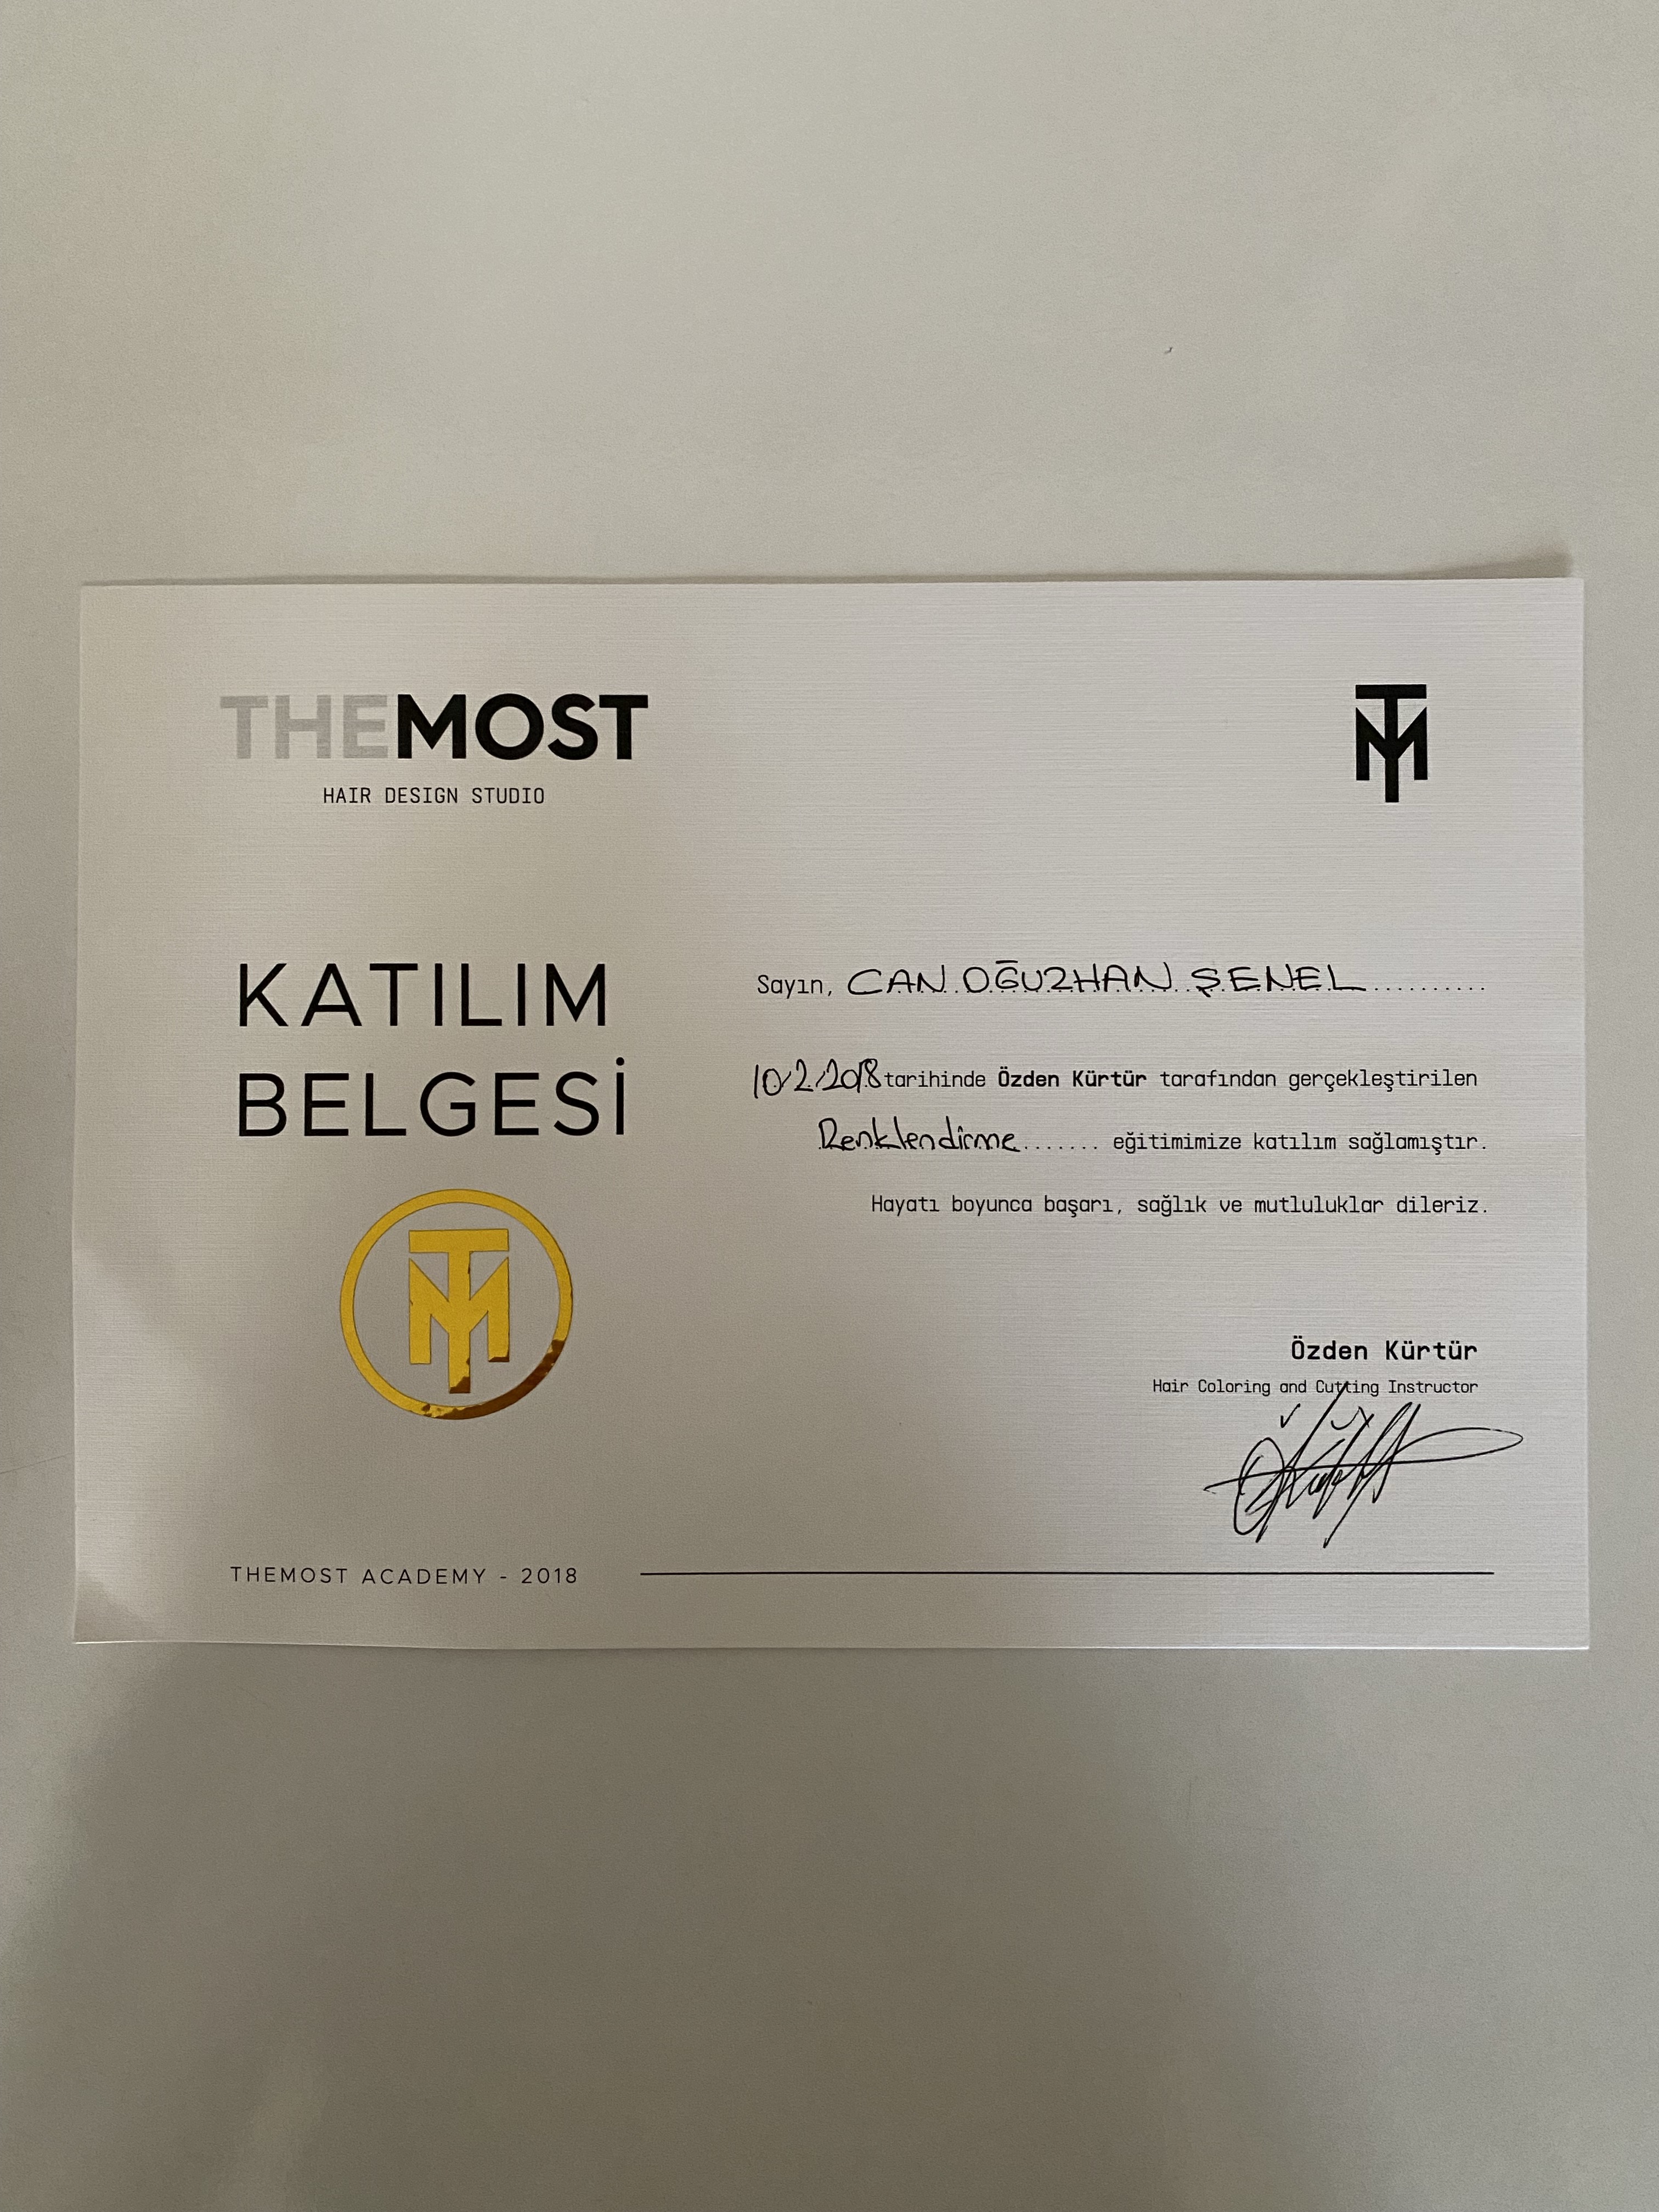 THEMOST
HAIR DESIGN STUDIO
TM
KATILIM
BELGESİ
TM
Sayın, CAN OĞUZHAN ŞENEL..........
10/2/2018 tarihinde Özden Kürtür tarafından gerçekleştirilen
Renklendirme....... eğitimimize katılım sağlamıştır.
Hayatı boyunca başarı, sağlık ve mutluluklar dileriz.
Özden Kürtür
Hair Coloring and Cutting Instructor
THEMOST ACADEMY - 2018